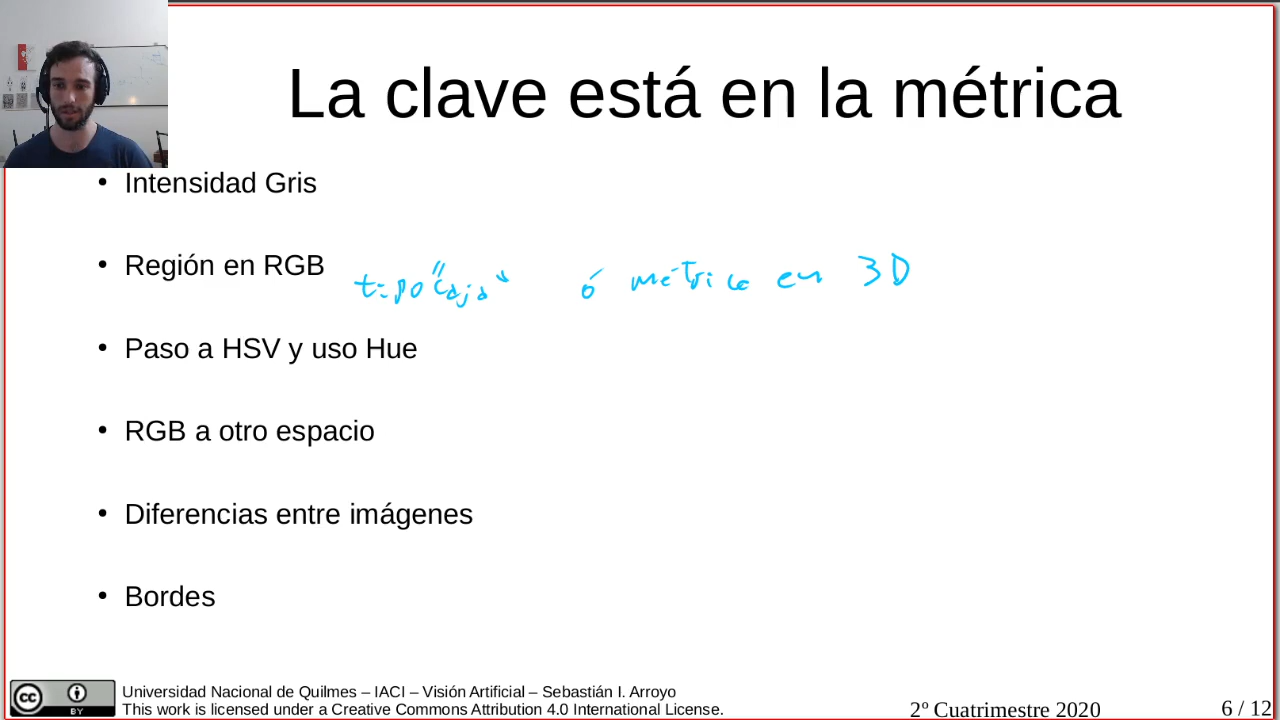 La clave está en la métrica
Intensidad Gris
Región en RGB
tipo "caja" ó métrica en 3D
Paso a HSV y uso Hue
RGB a otro espacio
Diferencias entre imágenes
Bordes
cc BY
Universidad Nacional de Quilmes – IACI – Visión Artificial – Sebastián I. Arroyo
This work is licensed under a Creative Commons Attribution 4.0 International License.
2º Cuatrimestre 2020
6 / 12